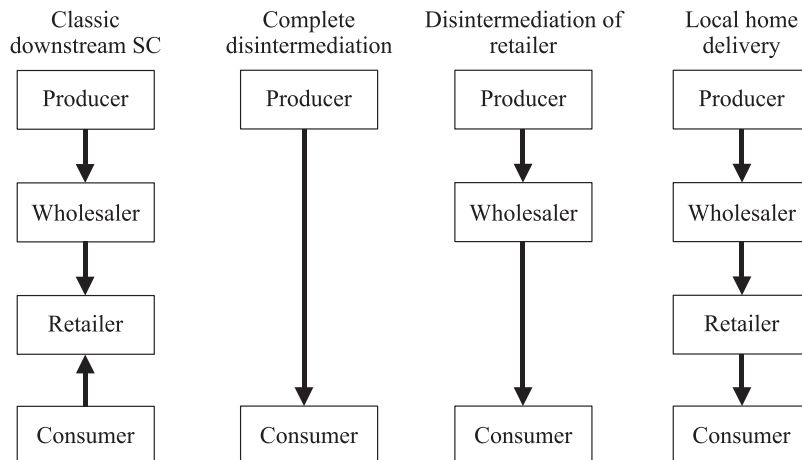 Classic
downstream SC
Complete
disintermediation
Disintermediation of
retailer
Local home
delivery
Producer
Producer
Producer
Producer
Wholesaler
Wholesaler
Wholesaler
Retailer
Retailer
Consumer
Consumer
Consumer
Consumer